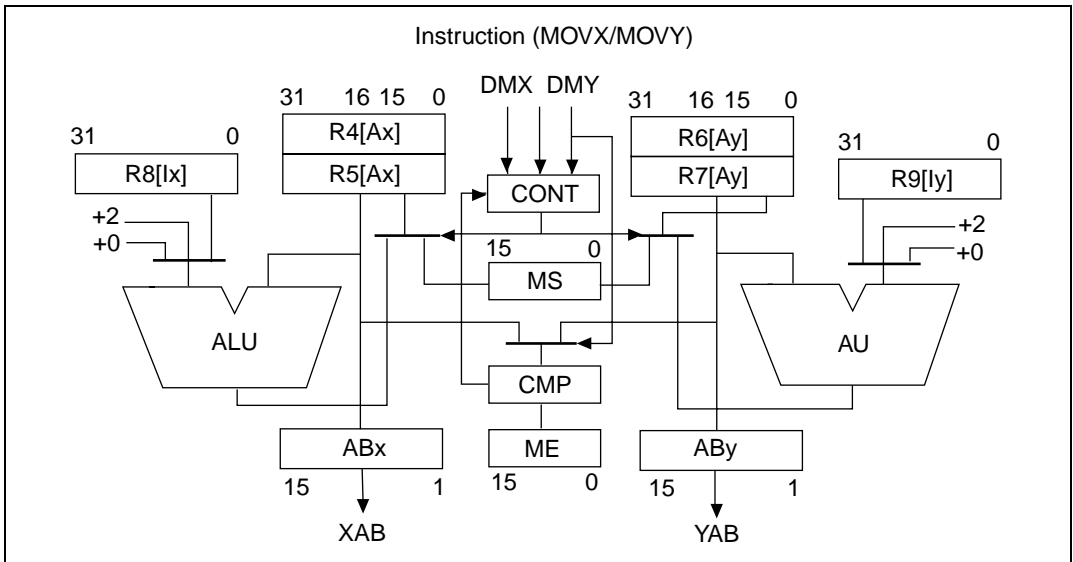 Instruction (MOVX/MOVY)
DMX DMY
31 16 15 0
31 16 15 0
31 0
R4[Ax]
R6[Ay]
31 0
R8[Ix]
R5[Ax]
CONT
R7[Ay]
R9[Iy]
+2
+0
15 0
+2
+0
MS
ALU
AU
CMP
ABx
ME
ABy
15 1
15 0
15 1
XAB
YAB